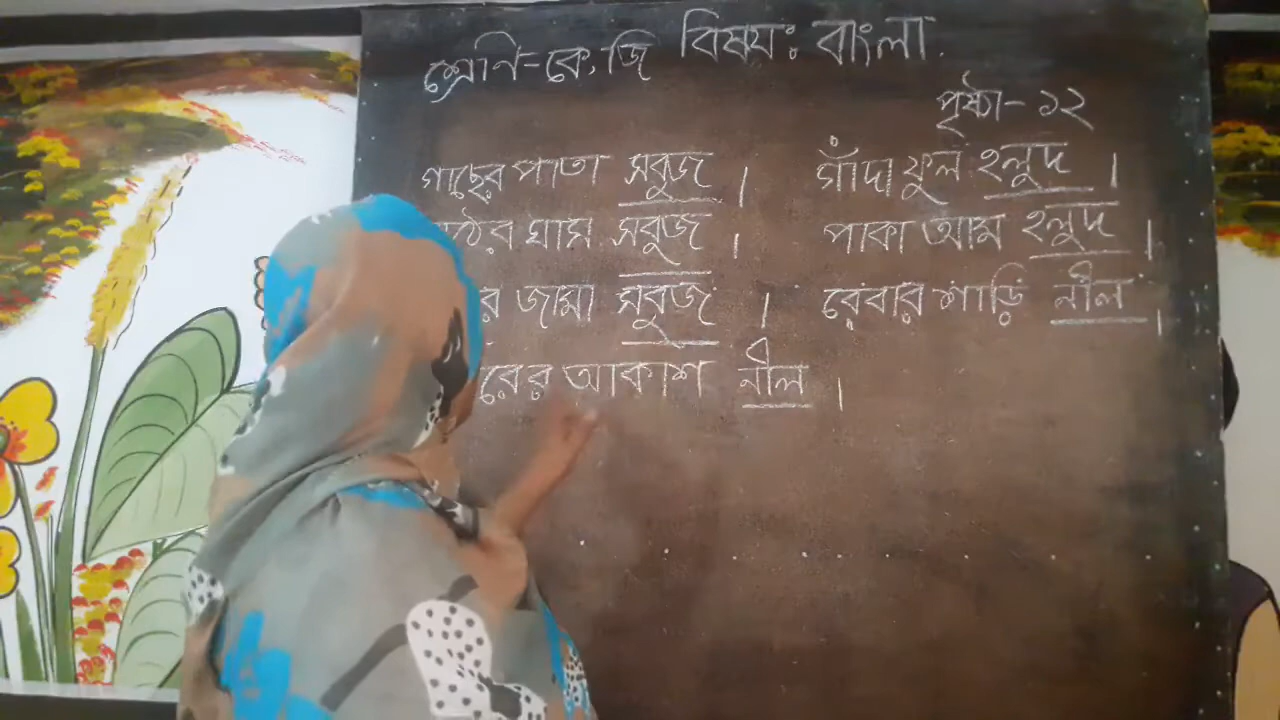 শ্রেণি-কে,জি বিষয়ঃ বাংলা.
পৃষ্ঠা-১২
গাছের পাতা সবুজ ।
ঘাস সবুজ ।
জামা সবুজ ।
আকাশ নীল ।
গাঁদা ফুল হলুদ ।
পাকা আম হলুদ ।
রেবার শাড়ি নীল ।